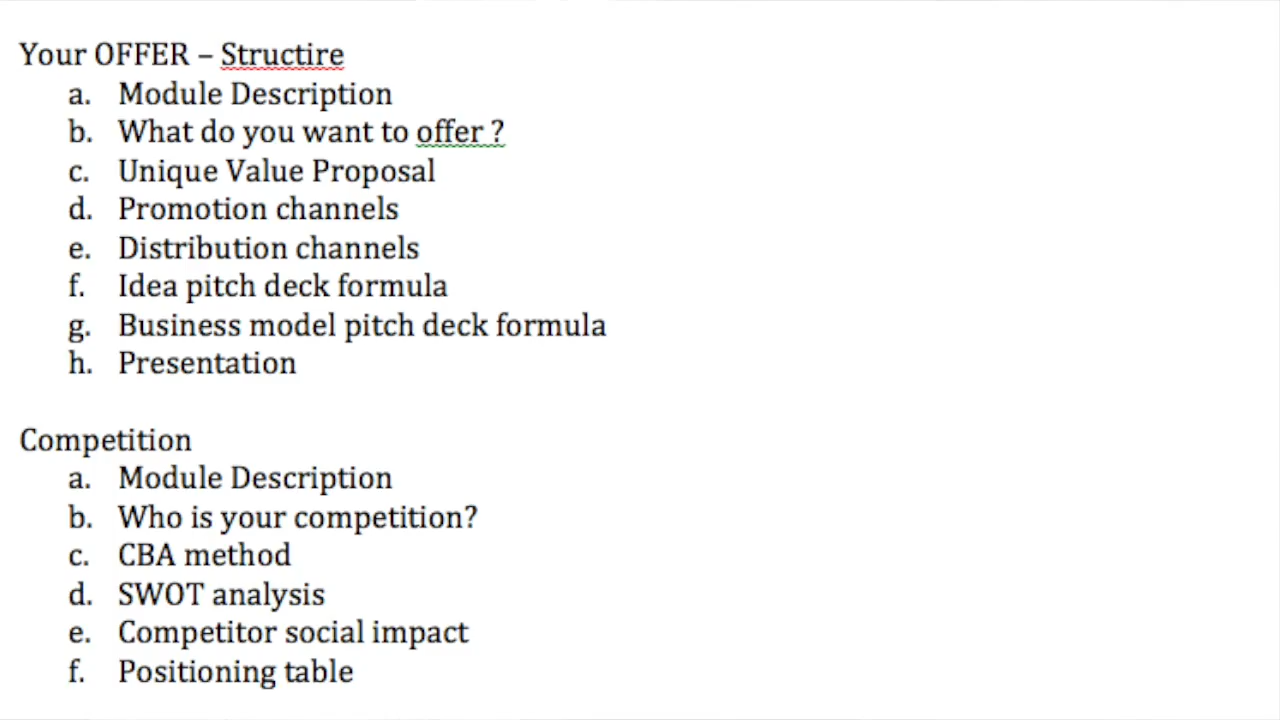 Your OFFER – Structire
a. Module Description
b. What do you want to offer ?
c. Unique Value Proposal
d. Promotion channels
e. Distribution channels
f. Idea pitch deck formula
g. Business model pitch deck formula
h. Presentation
Competition
a. Module Description
b. Who is your competition?
c. CBA method
d. SWOT analysis
e. Competitor social impact
f. Positioning table